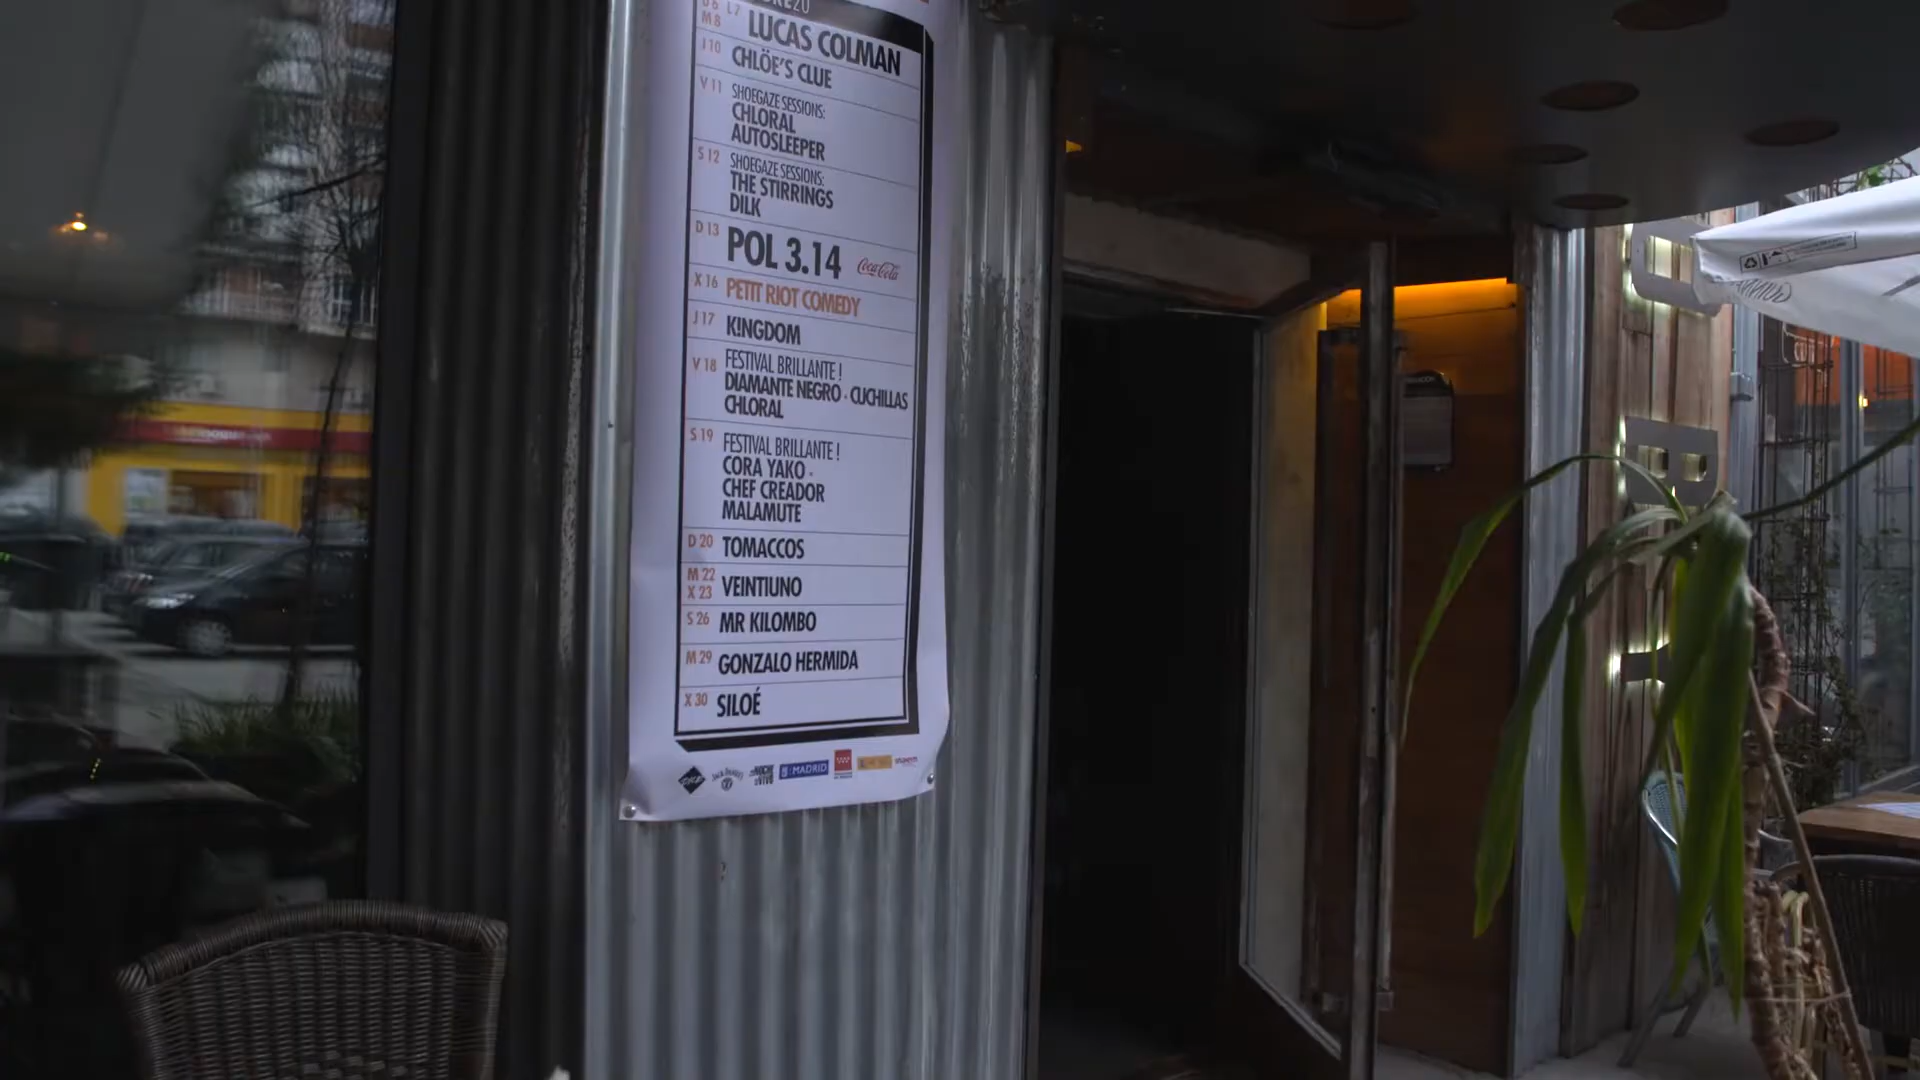 D 6 L 7
M 8
LUCAS COLMAN
J 10
CHLÖE'S CLUE
V 11
SHOEGAZE SESSIONS:
CHLORAL
AUTOSLEEPER
S 12
SHOEGAZE SESSIONS:
THE STIRRINGS
DILK
D 13
POL 3.14
Coca-Cola
X 16
PETIT RIOT COMEDY
J 17
K!NGDOM
V 18
FESTIVAL BRILLANTE !
DIAMANTE NEGRO - CUCHILLAS
CHLORAL
S 19
FESTIVAL BRILLANTE !
CORA YAKO -
CHEF CREADOR
MALAMUTE
D 20
TOMACCOS
M 22
X 23
VEINTIUNO
S 26
MR KILOMBO
M 29
GONZALO HERMIDA
X 30
SILOÉ
MADRID